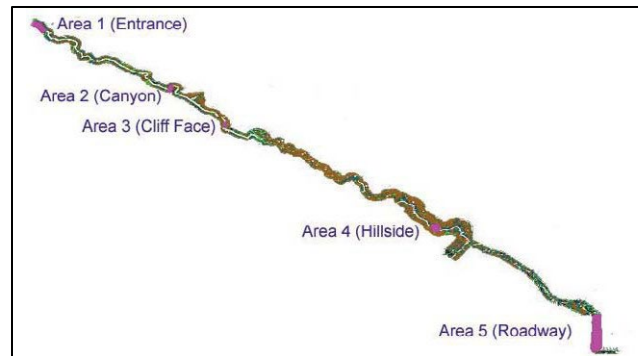 Area 1 (Entrance)
Area 2 (Canyon)
Area 3 (Cliff Face)
Area 4 (Hillside)
Area 5 (Roadway)